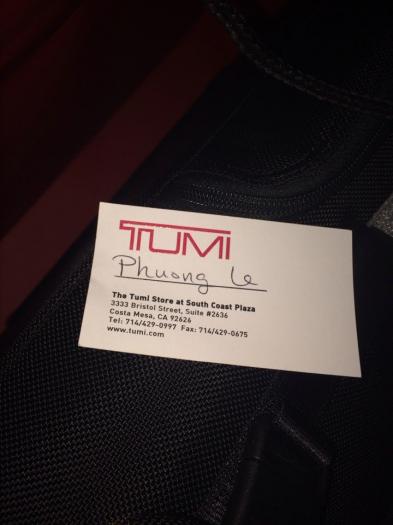 TUMI
Phuong Le
The Tumi Store at South Coast Plaza
3333 Bristol Street, Suite #2636
Costa Mesa, CA 92626
Tel: 714/429-0997 Fax: 714/429-0675
www.tumi.com